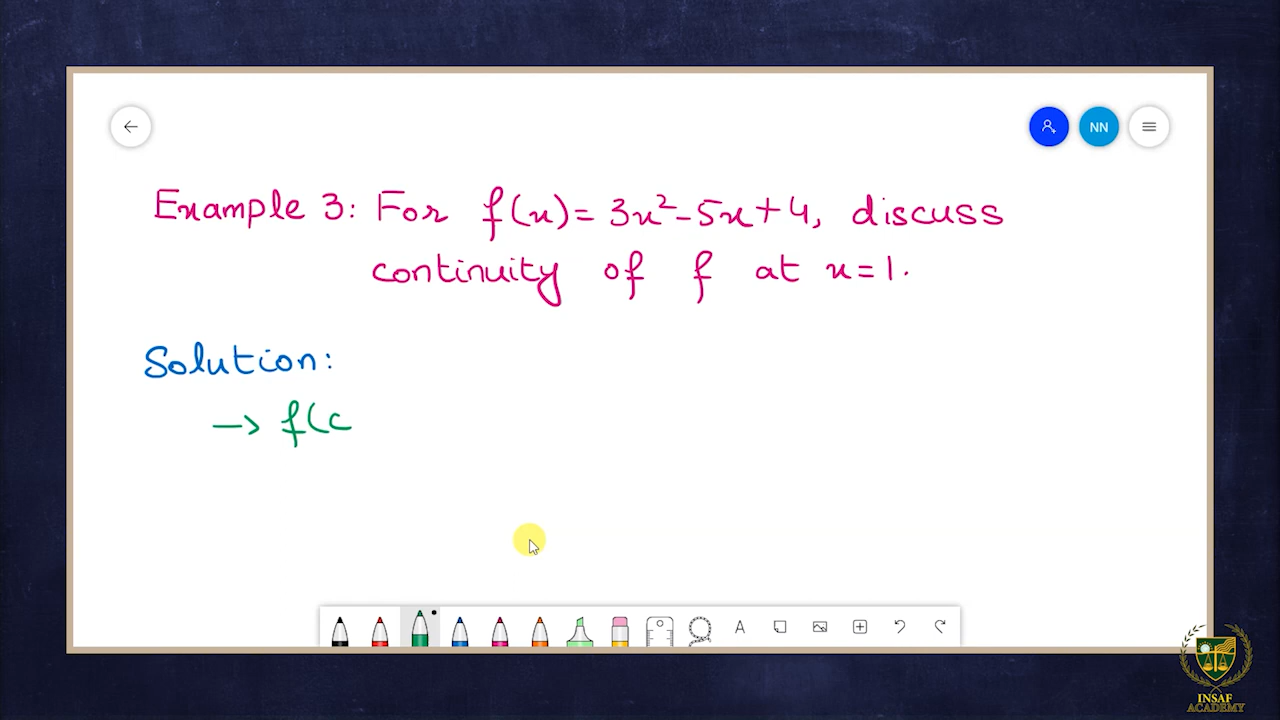 NN
Example 3: For f(x)= 3x²-5x+4, discuss
continuity of f at x=1.
Solution:
→ f(c
A
INSAF
ACADEMY